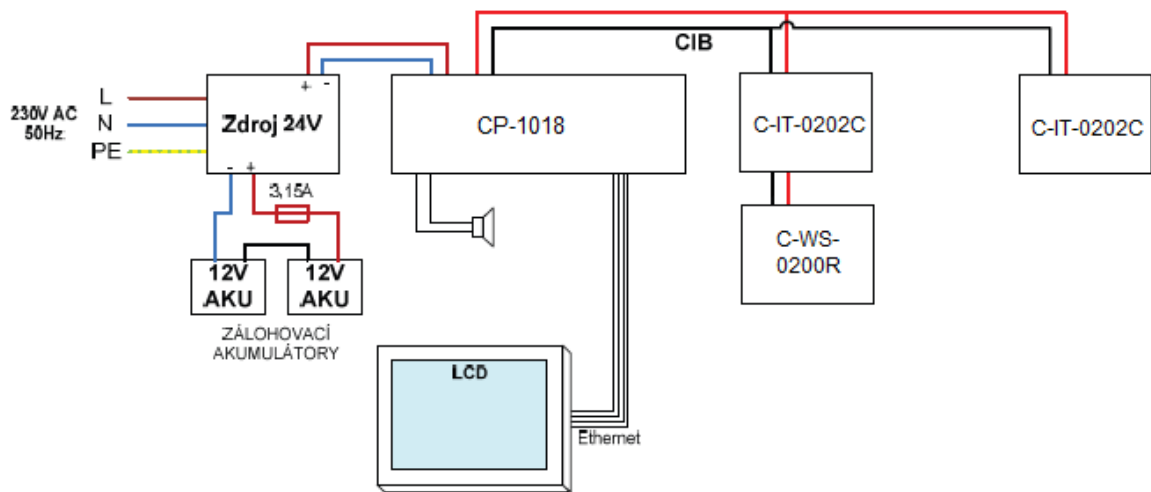 230V AC
50Hz
L
N
PE
+ -
Zdroj 24V
- +
3,15A
12V
AKU
12V
AKU
ZÁLOHOVACÍ
AKUMULÁTORY
CP-1018
CIB
C-IT-0202C
C-IT-0202C
C-WS-
0200R
LCD
Ethernet